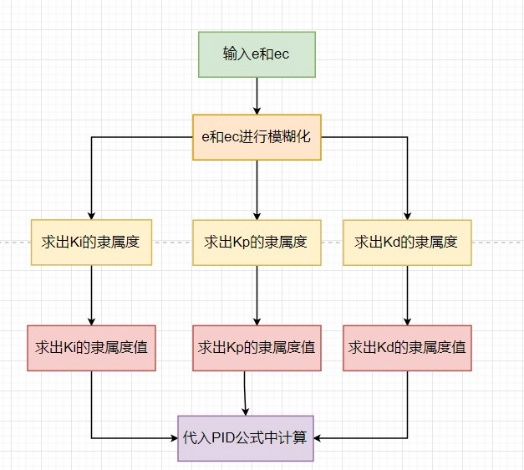 输入e和ec
e和ec进行模糊化
求出Ki的隶属度
求出Kp的隶属度
求出Kd的隶属度
求出Ki的隶属度值
求出Kp的隶属度值
求出Kd的隶属度值
代入PID公式中计算